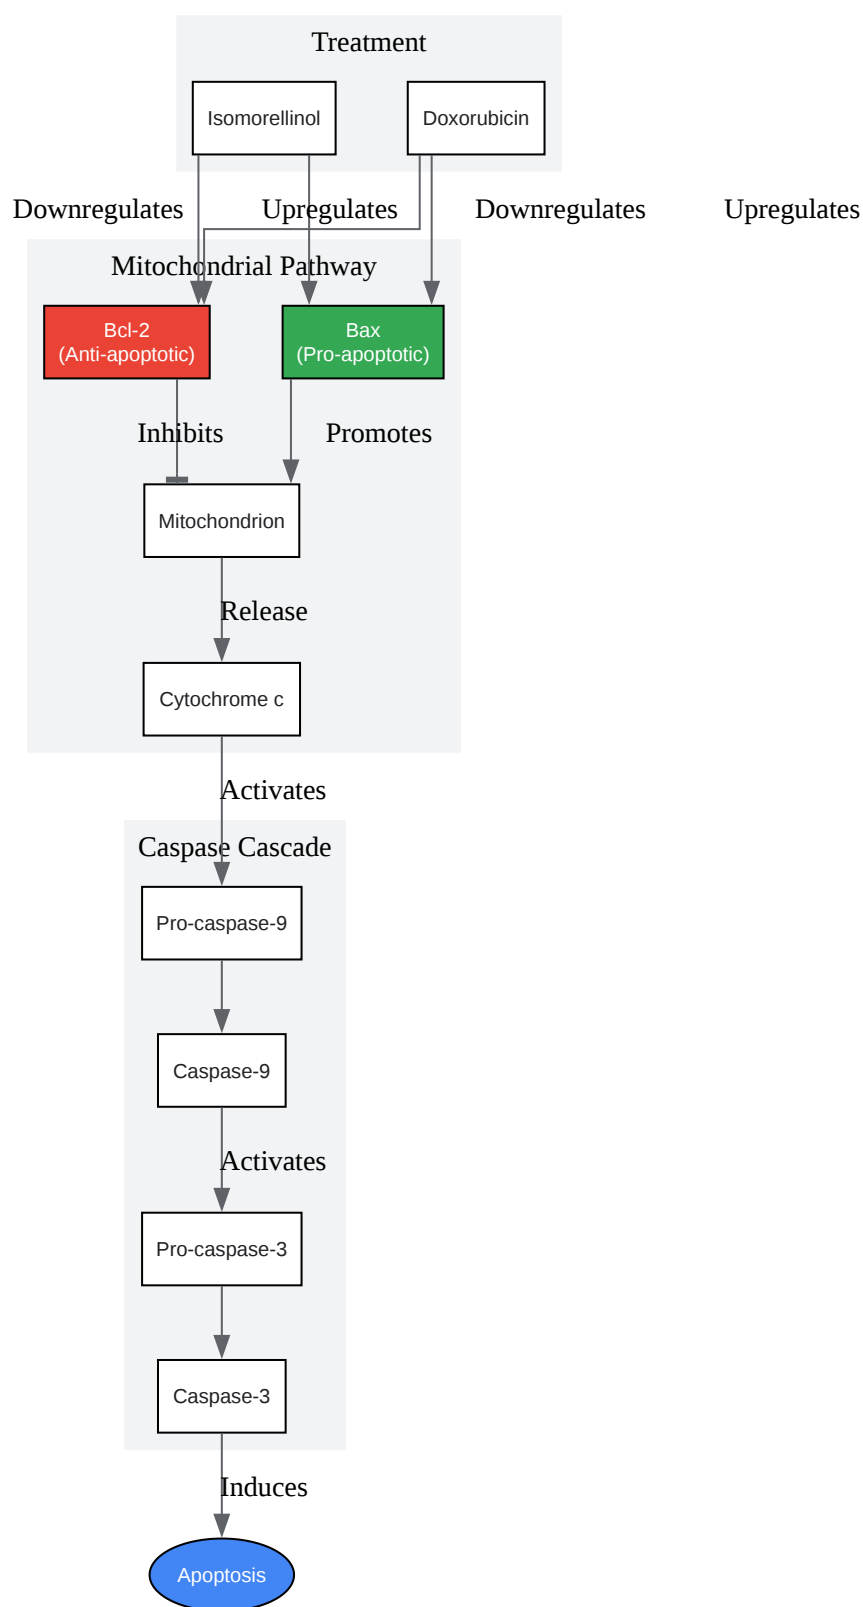 Treatment
Isomorellinol
Doxorubicin
Downregulates
Upregulates
Downregulates
Upregulates
Mitochondrial Pathway
Bcl-2
(Anti-apoptotic)
Bax
(Pro-apoptotic)
Inhibits
Promotes
Mitochondrion
Release
Cytochrome c
Activates
Caspase Cascade
Pro-caspase-9
Caspase-9
Activates
Pro-caspase-3
Caspase-3
Induces
Apoptosis